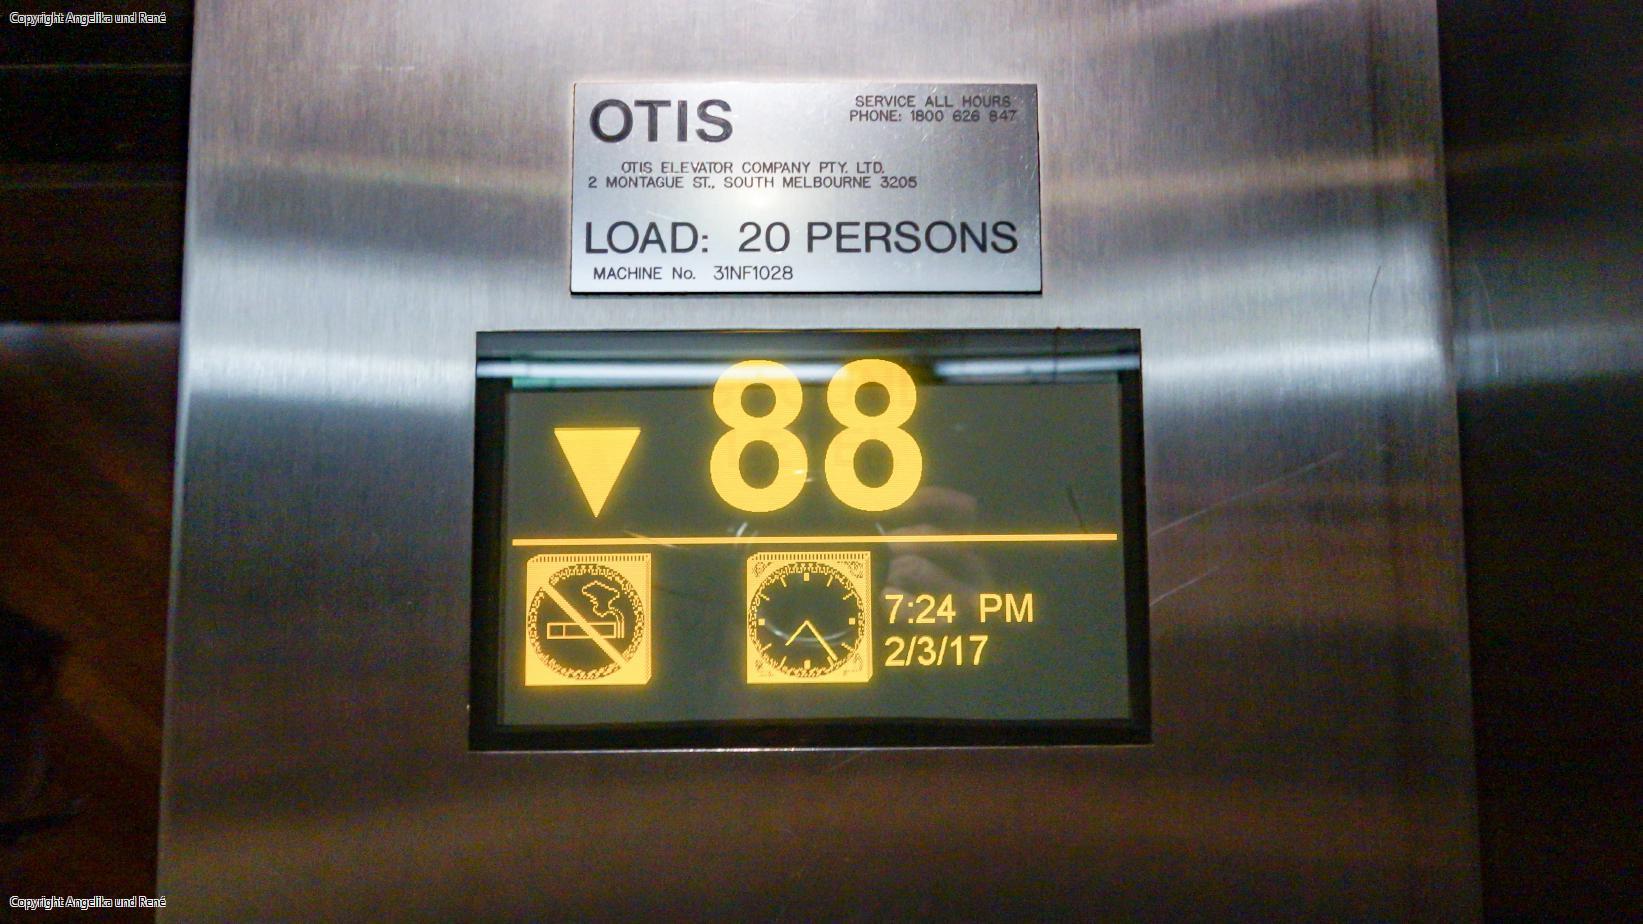 Copyright Angelika und René
OTIS
SERVICE ALL HOURS
PHONE: 1800 626 847
OTIS ELEVATOR COMPANY PTY. LTD.
2 MONTAGUE ST., SOUTH MELBOURNE 3205
LOAD: 20 PERSONS
MACHINE No. 31NF1028
88
7:24 PM
2/3/17
Copyright Angelika und René